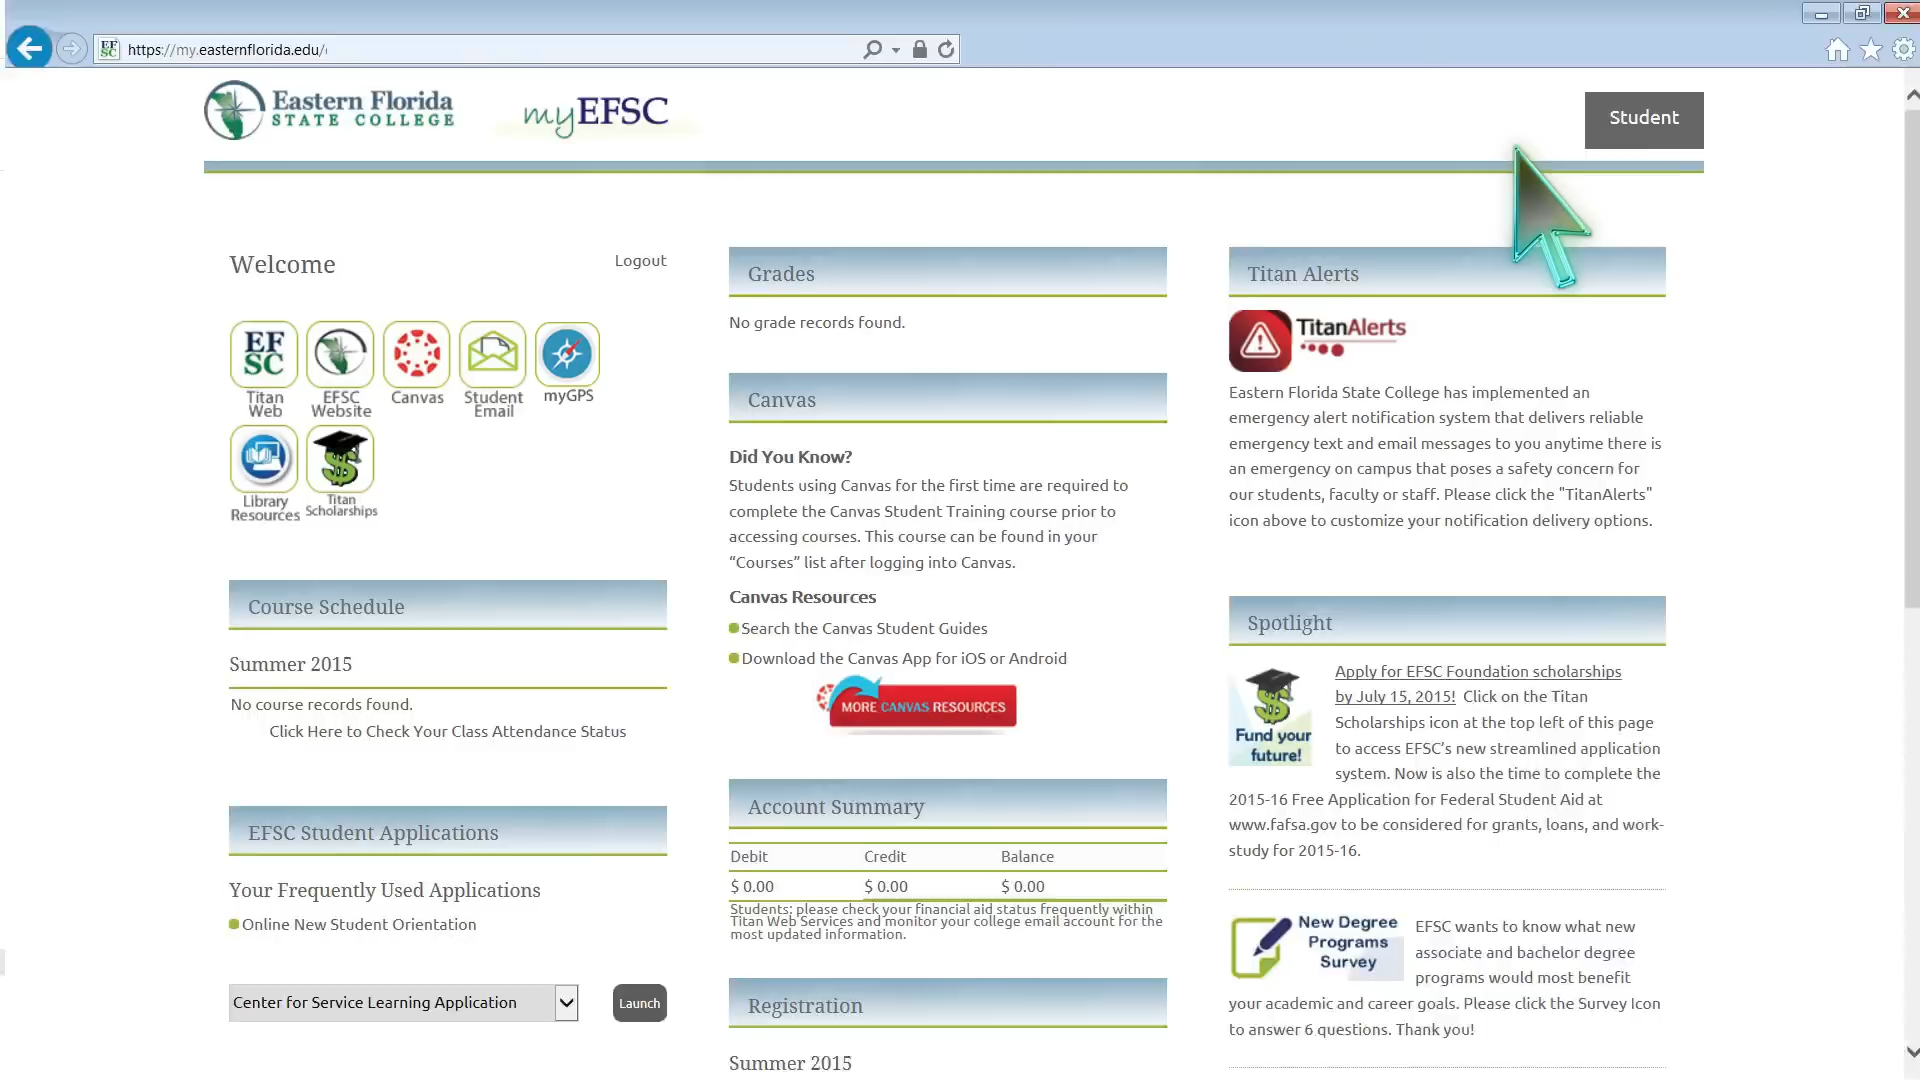 https://my.easternflorida.edu/
Eastern Florida
STATE COLLEGE
myEFSC
Student
Welcome
Logout
EF
SC
Titan
Web
EFSC
Website
Canvas
Student
Email
myGPS
Library
Resources
Titan
Scholarships
Course Schedule
Summer 2015
No course records found.
Click Here to Check Your Class Attendance Status
EFSC Student Applications
Your Frequently Used Applications
Online New Student Orientation
Center for Service Learning Application
Launch
Grades
No grade records found.
Canvas
Did You Know?
Students using Canvas for the first time are required to
complete the Canvas Student Training course prior to
accessing courses. This course can be found in your
“Courses” list after logging into Canvas.
Canvas Resources
Search the Canvas Student Guides
Download the Canvas App for iOS or Android
MORE CANVAS RESOURCES
Account Summary
Debit Credit Balance
$ 0.00 $ 0.00 $ 0.00
Students: please check your financial aid status frequently within
Titan Web Services and monitor your college email account for the
most updated information.
Registration
Summer 2015
Titan Alerts
TitanAlerts
Eastern Florida State College has implemented an
emergency alert notification system that delivers reliable
emergency text and email messages to you anytime there is
an emergency on campus that poses a safety concern for
our students, faculty or staff. Please click the "TitanAlerts"
icon above to customize your notification delivery options.
Spotlight
Fund your
future!
Apply for EFSC Foundation scholarships
by July 15, 2015! Click on the Titan
Scholarships icon at the top left of this page
to access EFSC’s new streamlined application
system. Now is also the time to complete the
2015-16 Free Application for Federal Student Aid at
www.fafsa.gov to be considered for grants, loans, and work-
study for 2015-16.
New Degree
Programs
Survey
EFSC wants to know what new
associate and bachelor degree
programs would most benefit
your academic and career goals. Please click the Survey Icon
to answer 6 questions. Thank you!